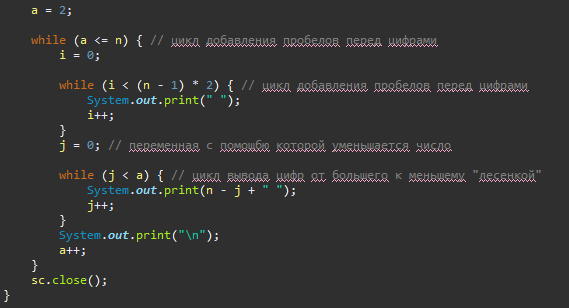 a = 2;
while (a <= n) { // цикл добавления пробелов перед цифрами
i = 0;
while (i < (n - 1) * 2) { // цикл добавления пробелов перед цифрами
System.out.print(" ");
i++;
}
j = 0; // переменная с помощбю которой уменьшается число
while (j < a) { // цикл вывода цифр от большего к меньшему "лесенкой"
System.out.print(n - j + " ");
j++;
}
System.out.print("\n");
a++;
}
sc.close();
}